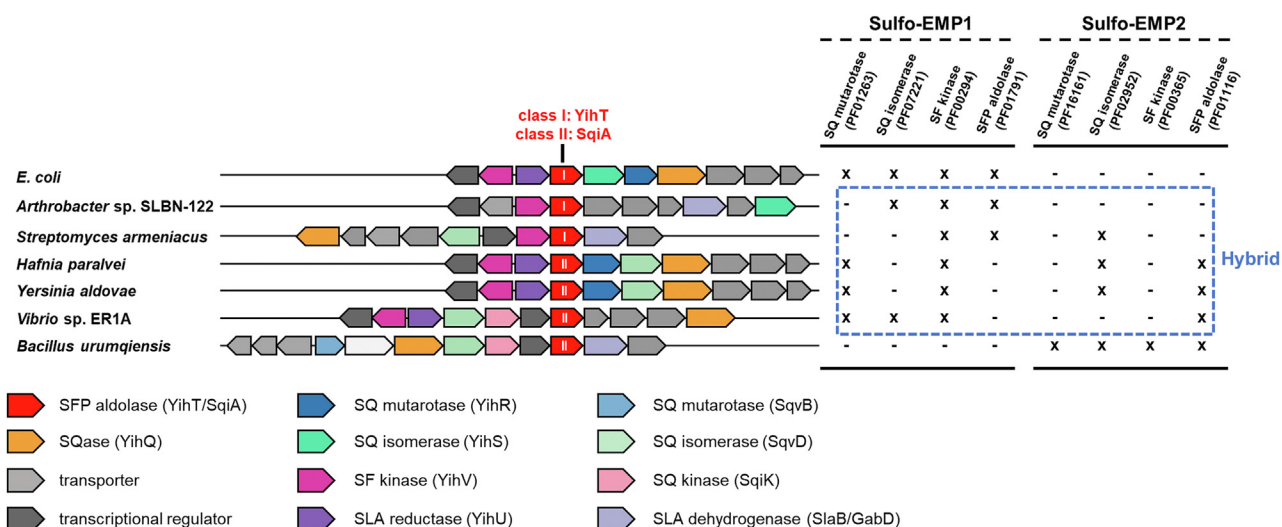 Sulfo-EMP1 Sulfo-EMP2
SQ mutarotase (PF01263)
SQ isomerase (PF07221)
SF kinase (PF00294)
SFP aldolase (PF01791)
SQ mutarotase (PF16161)
SQ isomerase (PF02952)
SF kinase (PF00365)
SFP aldolase (PF01116)
class I: YihT
class II: SqiA
E. coli I x x x x - - - -
Arthrobacter sp. SLBN-122 I - x x x - - - -
Streptomyces armeniacus I - - x x - x - -
Hafnia paralvei II x - x - - x - x
Hybrid
Yersinia aldovae II x - x - - x - x
Vibrio sp. ER1A II x x x - - - - x
Bacillus urumqiensis II - - - - x x x x
SFP aldolase (YihT/SqiA) SQ mutarotase (YihR) SQ mutarotase (SqvB)
SQase (YihQ) SQ isomerase (YihS) SQ isomerase (SqvD)
transporter SF kinase (YihV) SQ kinase (SqiK)
transcriptional regulator SLA reductase (YihU) SLA dehydrogenase (SlaB/GabD)